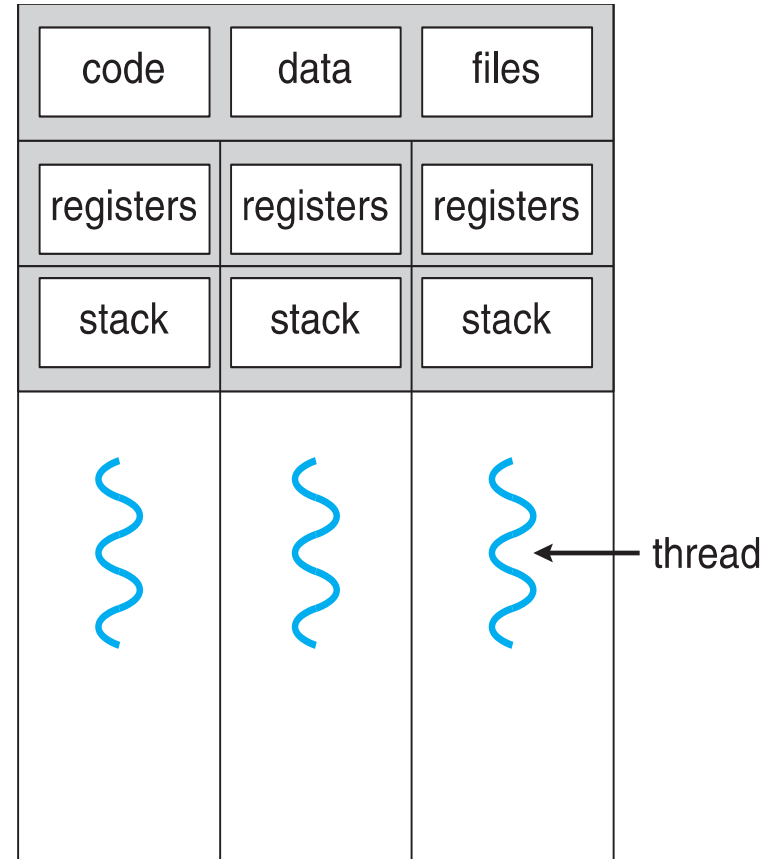 code data files
registers registers registers
stack stack stack
thread